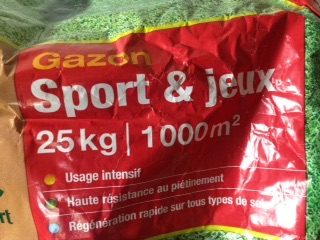 Gazon
Sport & jeux
25kg | 1000m²
Usage intensif
Haute résistance au piétinement
Régénération rapide sur tous types de